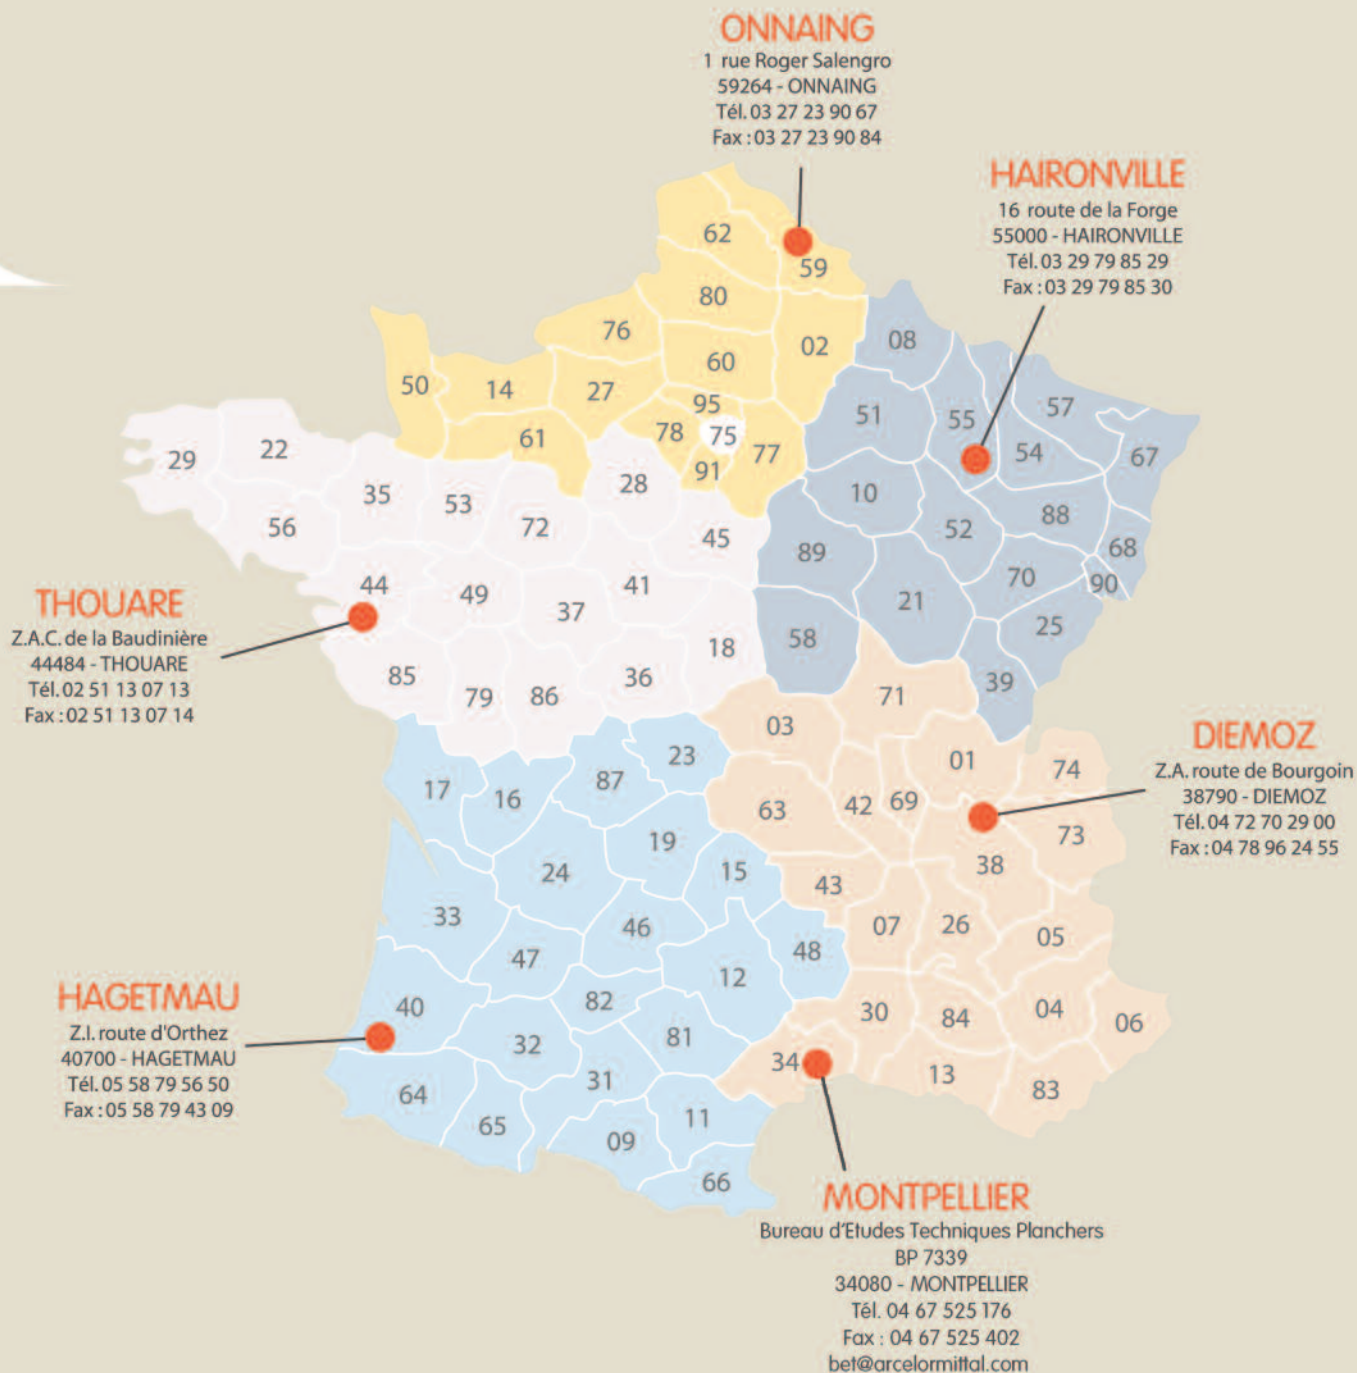 ONNAING
1 rue Roger Salengro
59264 - ONNAING
Tél. 03 27 23 90 67
Fax : 03 27 23 90 84
HAIRONVILLE
16 route de la Forge
55000 - HAIRONVILLE
Tél. 03 29 79 85 29
Fax : 03 29 79 85 30
62
59
80
76
02
08
60
50
14
27
95
51
55
57
61
78
75
77
54
67
29
22
91
28
35
53
10
88
56
72
45
52
89
68
44
49
41
70
90
37
21
25
18
58
85
79
86
36
39
71
THOUARE
Z.A.C. de la Baudinière
44484 - THOUARE
Tél. 02 51 13 07 13
Fax : 02 51 13 07 14
03
23
01
74
17
16
87
63
42
69
73
19
38
24
15
43
33
46
07
26
05
47
48
12
82
40
30
84
04
06
32
81
34
31
13
83
64
65
09
11
66
DIEMOZ
Z.A. route de Bourgoin
38790 - DIEMOZ
Tél. 04 72 70 29 00
Fax : 04 78 96 24 55
HAGETMAU
Z.I. route d'Orthez
40700 - HAGETMAU
Tél. 05 58 79 56 50
Fax : 05 58 79 43 09
MONTPELLIER
Bureau d'Etudes Techniques Planchers
BP 7339
34080 - MONTPELLIER
Tél. 04 67 525 176
Fax : 04 67 525 402
bet@arcelormittal.com